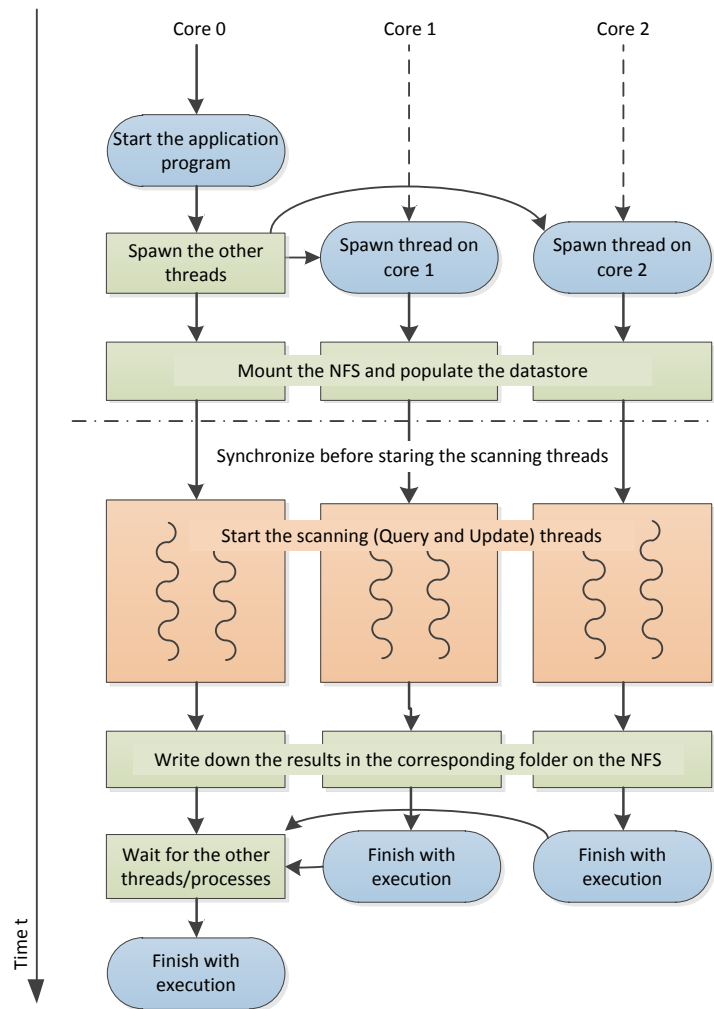 Core 0
Core 1
Core 2
Start the application
program
Spawn the other
threads
Spawn thread on
core 1
Spawn thread on
core 2
Mount the NFS and populate the datastore
Synchronize before staring the scanning threads
Start the scanning (Query and Update) threads
Write down the results in the corresponding folder on the NFS
Wait for the other
threads/processes
Finish with
execution
Finish with
execution
Finish with
execution
Time t